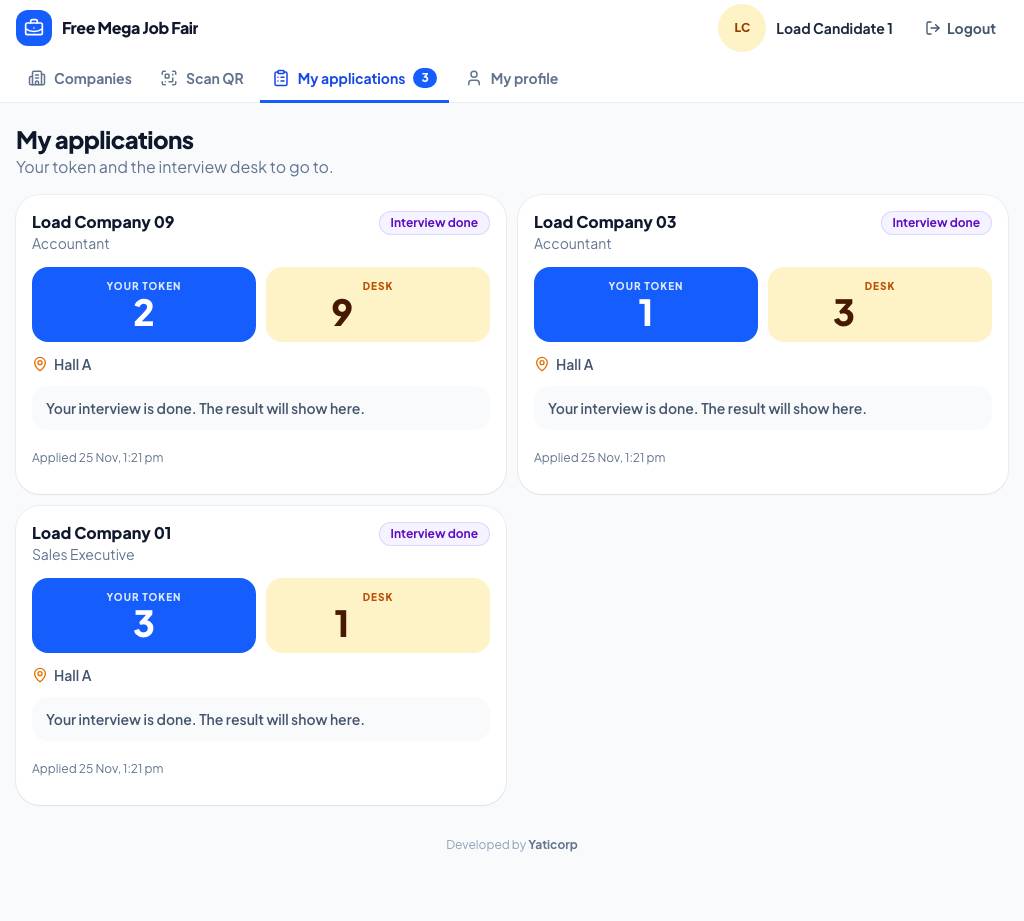 Free Mega Job Fair
LC
Load Candidate 1
Logout
Companies
Scan QR
My applications 3
My profile
My applications
Your token and the interview desk to go to.
Load Company 09
Interview done
Accountant
YOUR TOKEN
2
DESK
9
Hall A
Your interview is done. The result will show here.
Applied 25 Nov, 1:21 pm
Load Company 03
Interview done
Accountant
YOUR TOKEN
1
DESK
3
Hall A
Your interview is done. The result will show here.
Applied 25 Nov, 1:21 pm
Load Company 01
Interview done
Sales Executive
YOUR TOKEN
3
DESK
1
Hall A
Your interview is done. The result will show here.
Applied 25 Nov, 1:21 pm
Developed by Yaticorp